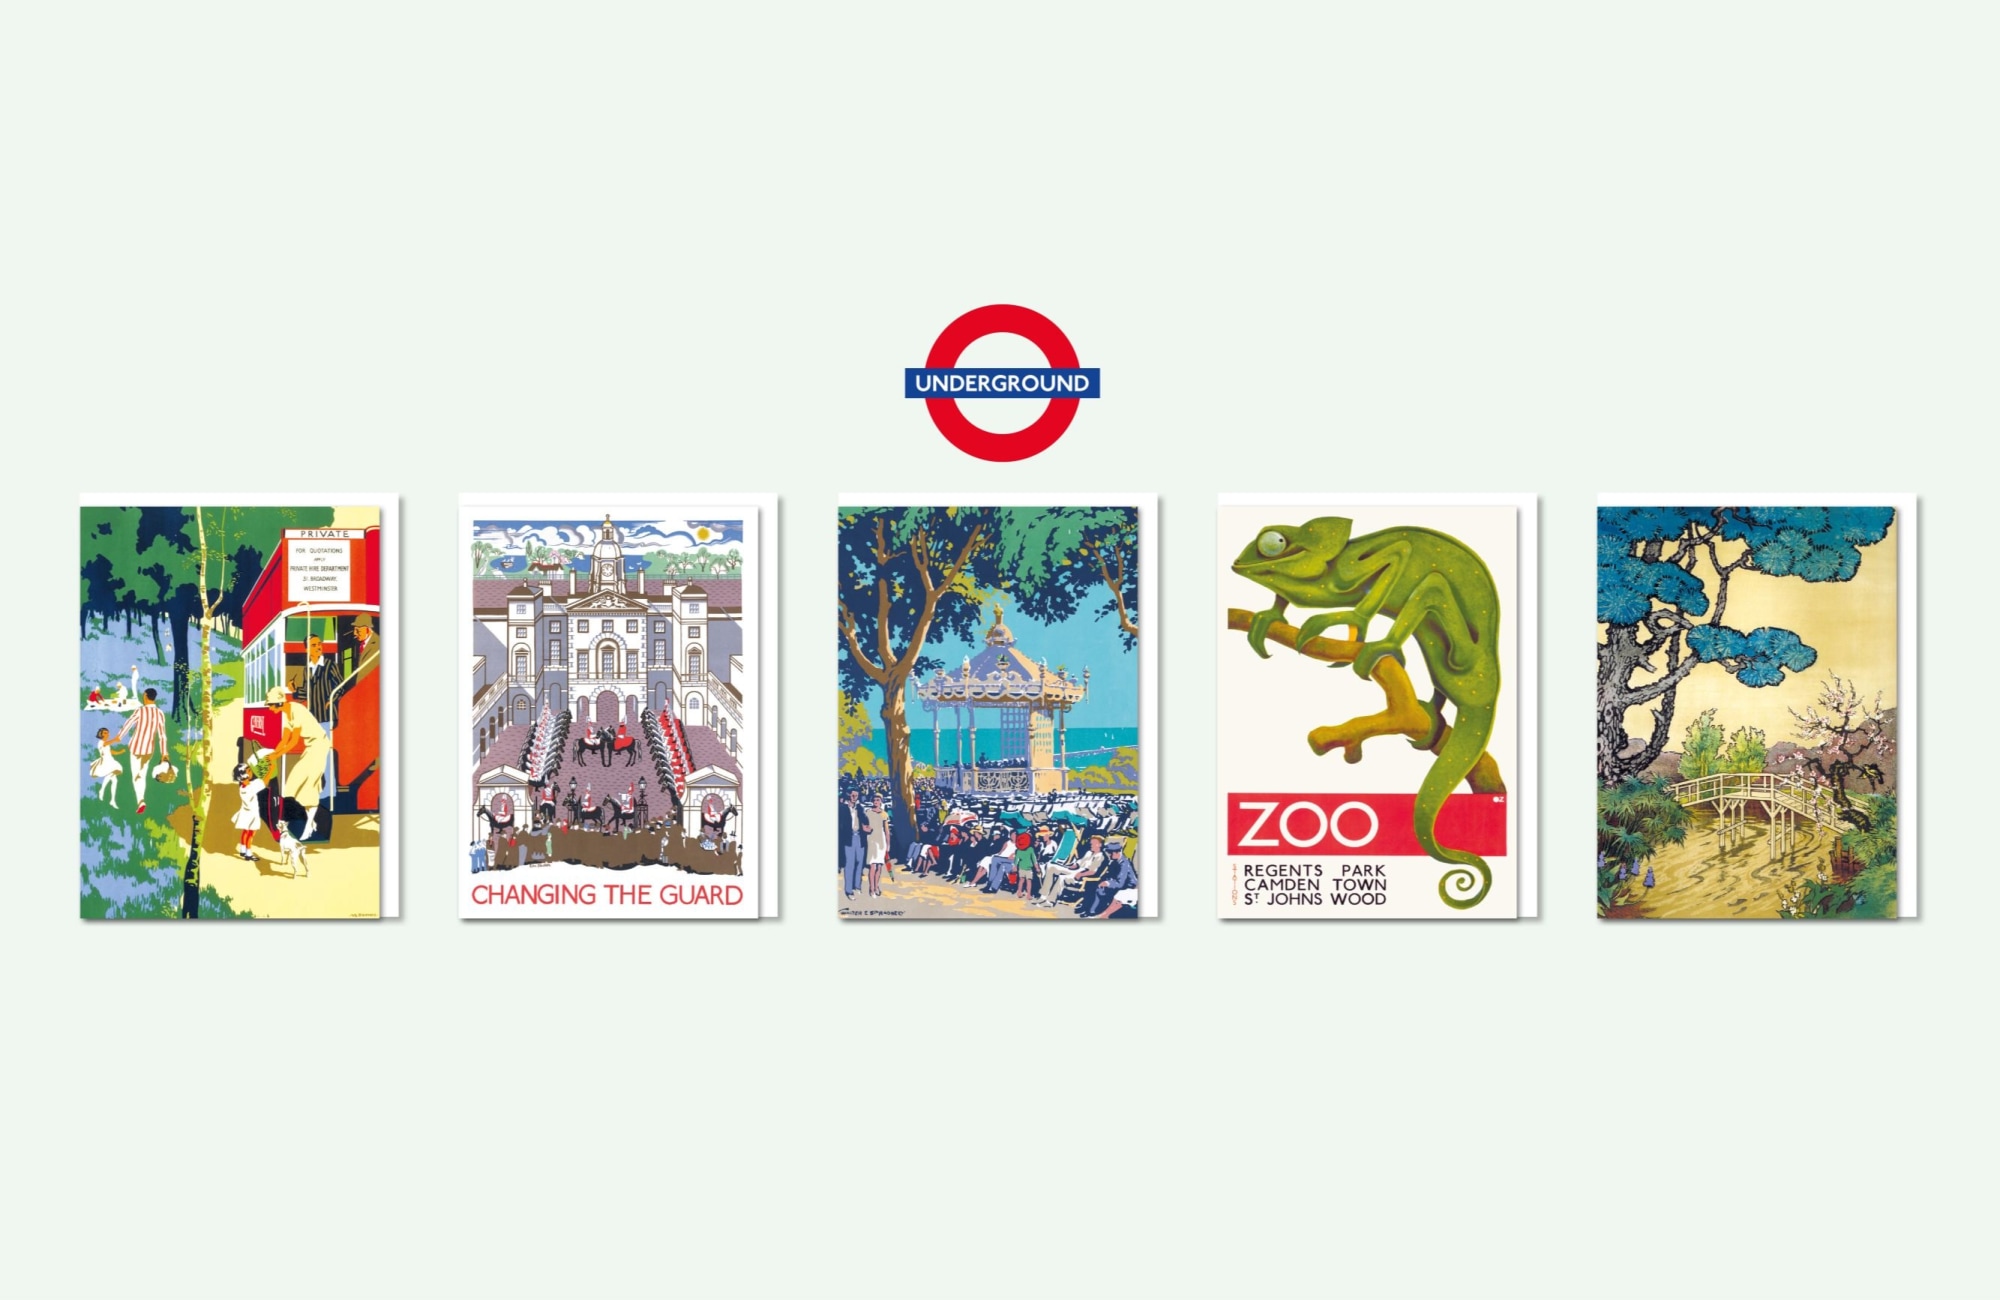 UNDERGROUND
PRIVATE
FOR QUOTATIONS
APPLY
PRIVATE HIRE DEPARTMENT
55 BROADWAY,
WESTMINSTER
CHANGING THE GUARD
ZOO
REGENTS PARK
CAMDEN TOWN
ST JOHNS WOOD